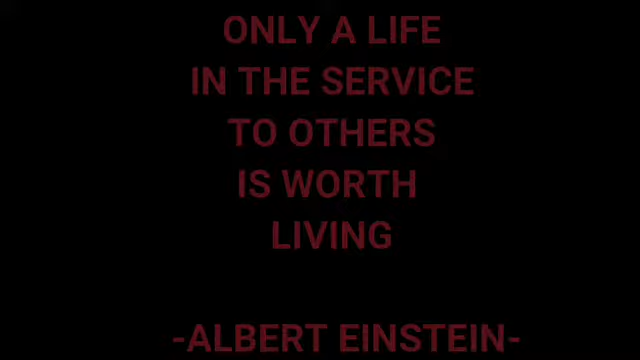 ONLY A LIFE
IN THE SERVICE
TO OTHERS
IS WORTH
LIVING
-ALBERT EINSTEIN-